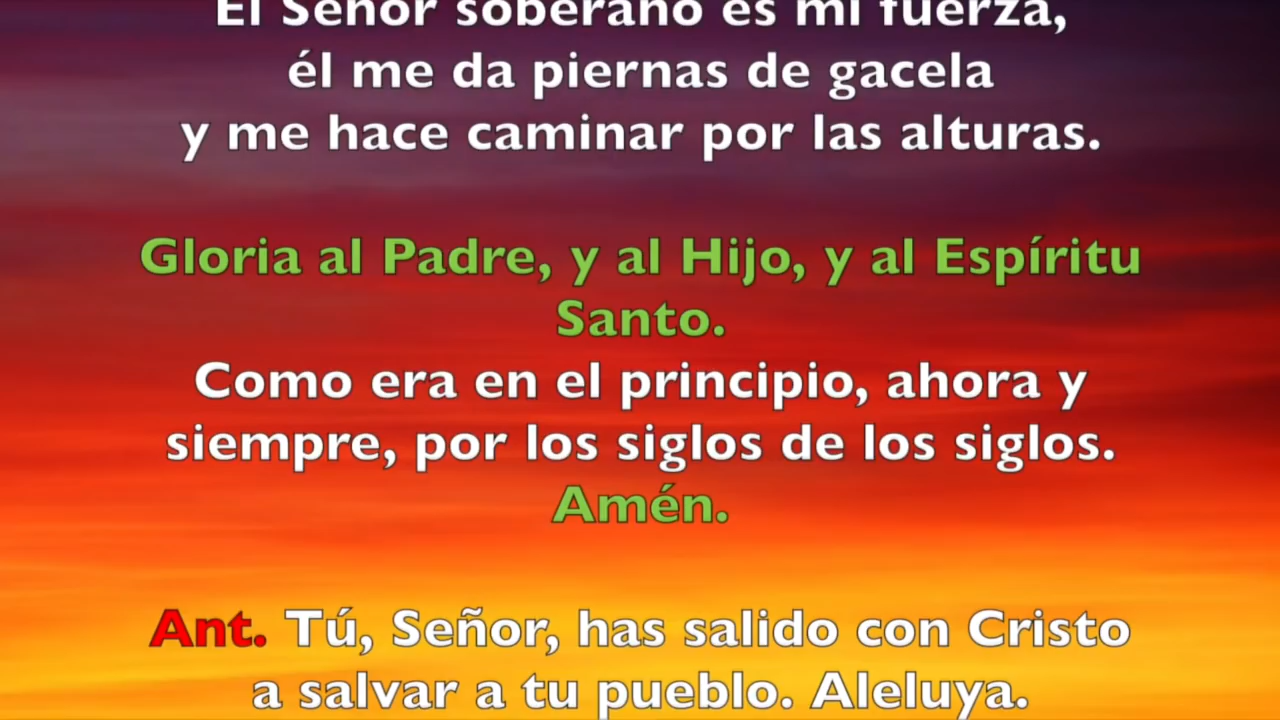 El Señor soberano es mi fuerza,
él me da piernas de gacela
y me hace caminar por las alturas.
Gloria al Padre, y al Hijo, y al Espíritu
Santo.
Como era en el principio, ahora y
siempre, por los siglos de los siglos.
Amén.
Ant. Tú, Señor, has salido con Cristo
a salvar a tu pueblo. Aleluya.